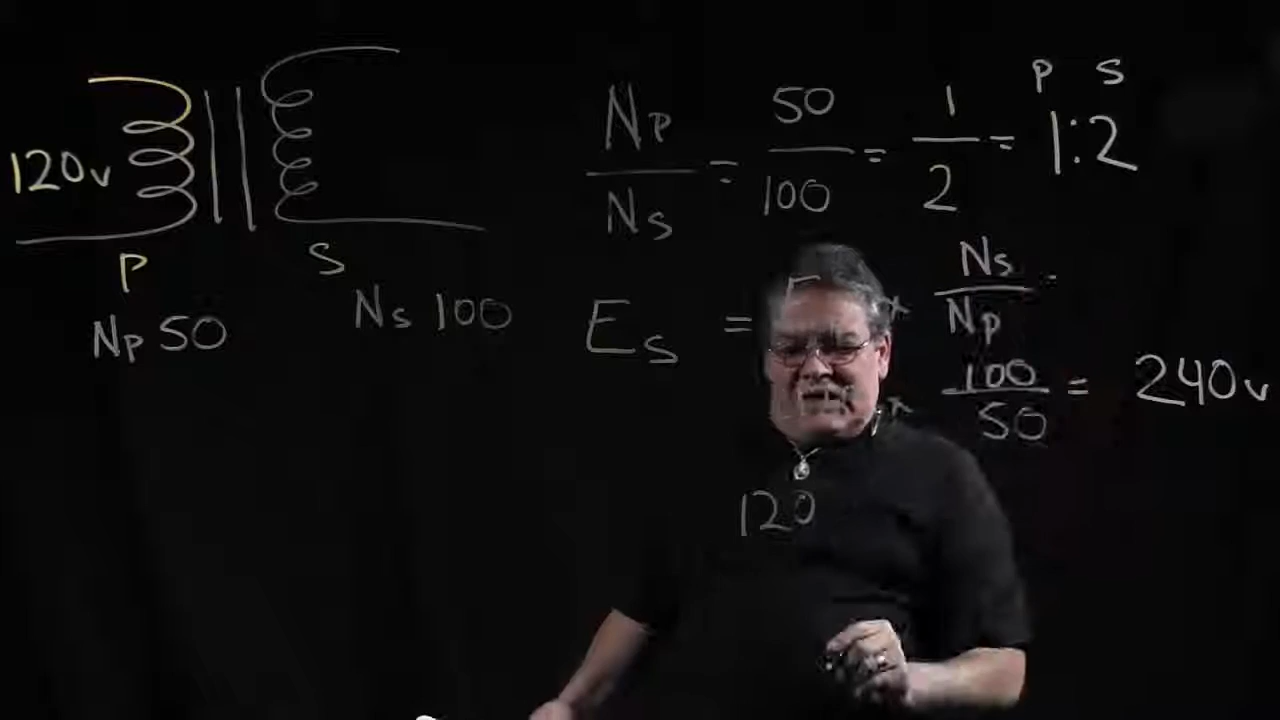 120v
P
S
Np 50
Ns 100
Np/Ns = 50/100 = 1/2 = 1:2
P S
Es = E * Ns/Np =
* 100/50 = 240v
120